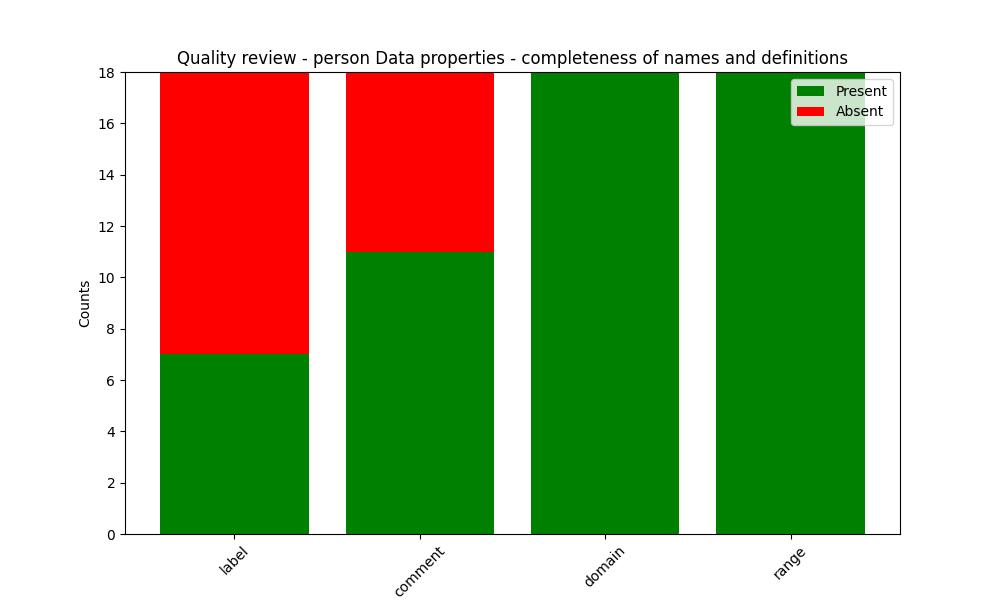 Quality review - person Data properties - completeness of names and definitions
18
16
14
12
10
8
6
4
2
0
Counts
Present
Absent
label
comment
domain
range